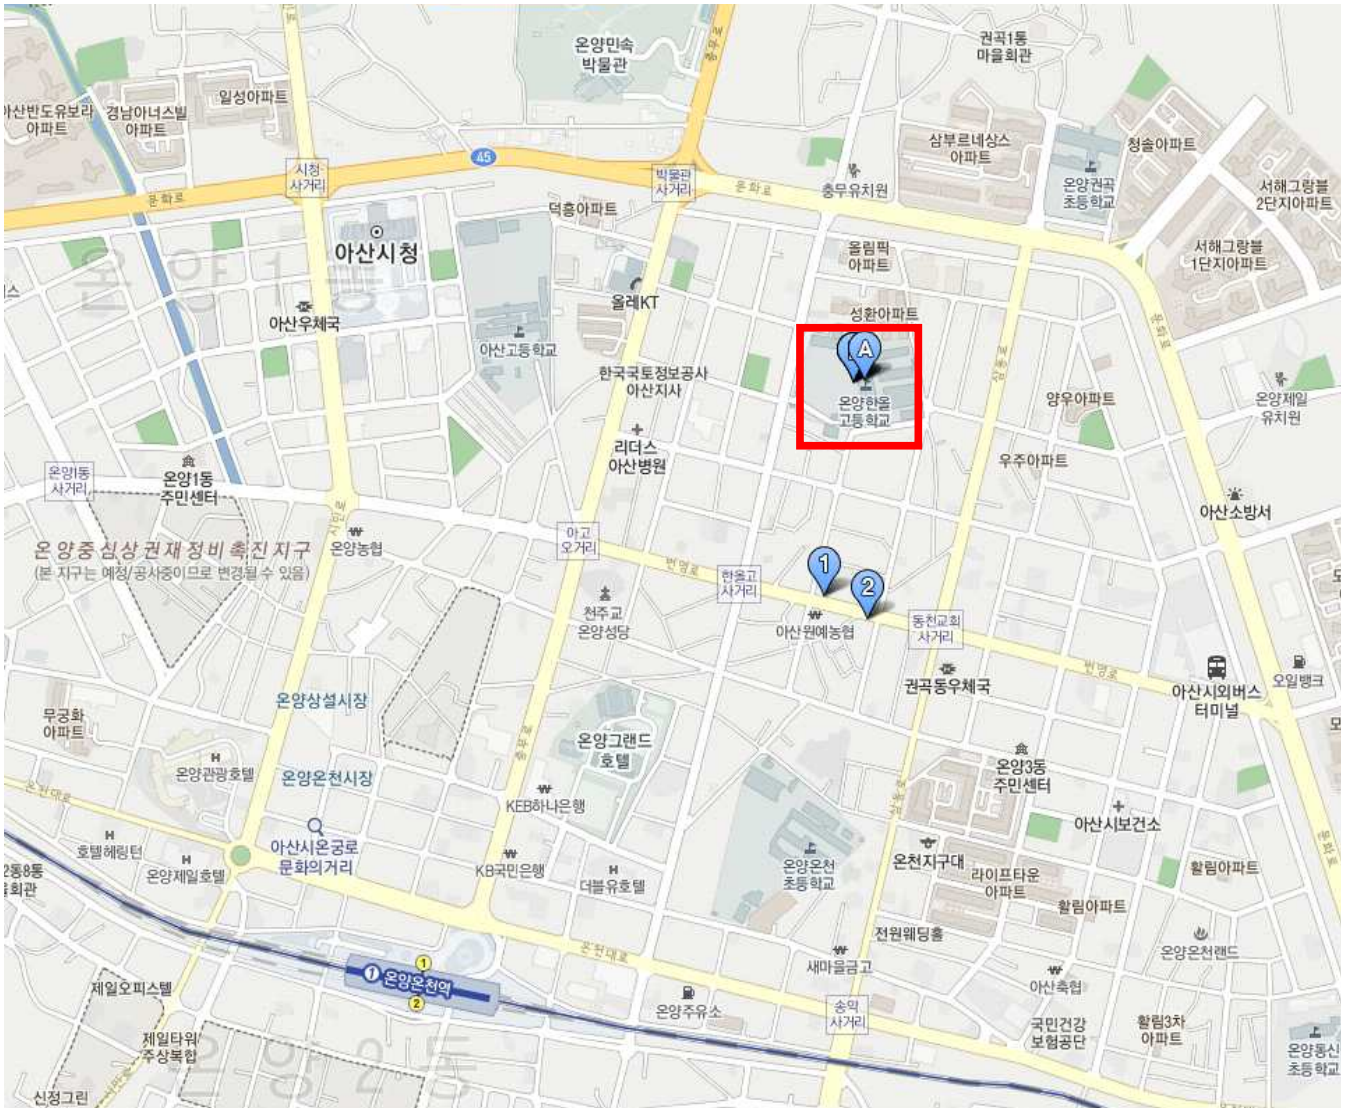 온양민속
박물관
권곡1통
마을회관
충무로
일성아파트
아산반도유보라
아파트
경남아너스빌
아파트
45
시청
사거리
박물관
사거리
문화로
문화로
충무유치원
삼부르네상스
아파트
온양권곡
초등학교
청솔아파트
서해그랑블
2단지아파트
서해그랑블
1단지아파트
덕흥아파트
아산시청
온양1동
올림픽
아파트
올레KT
아산우체국
성환아파트
아산고등학교
A
한국국토정보공사
아산지사
온양한올
고등학교
삼동로
문화로
양우아파트
온양제일
유치원
리더스
아산병원
우주아파트
온양1동
사거리
온양1동
주민센터
아산소방서
시민로
온양농협
아고
오거리
온양중심상권재정비촉진지구
(본 지구는 예정/공사중이므로 변경될 수 있음)
번영로
한올고
사거리
1
2
천주교
온양성당
아산원예농협
동천교회
사거리
번영로
권곡동우체국
아산시외버스
터미널
오일뱅크
온양상설시장
무궁화
아파트
충무로
온양그랜드
호텔
온양관광호텔
온양온천시장
온양3동
주민센터
온천대로
KEB하나은행
아산시보건소
호텔헤링턴
아산시온궁로
문화의거리
온양제일호텔
KB국민은행
더블유호텔
온양온천
초등학교
온천지구대
라이프타운
아파트
활림아파트
활림아파트
문화로
2동8통
전원웨딩홀
온천대로
새마을금고
온양온천랜드
1
1 온양온천역
2
제일오피스텔
온양주유소
아산축협
송악
사거리
국민건강
보험공단
활림3차
아파트
제일타워
주상복합
온양2동
온양동신
초등학교
신정그린